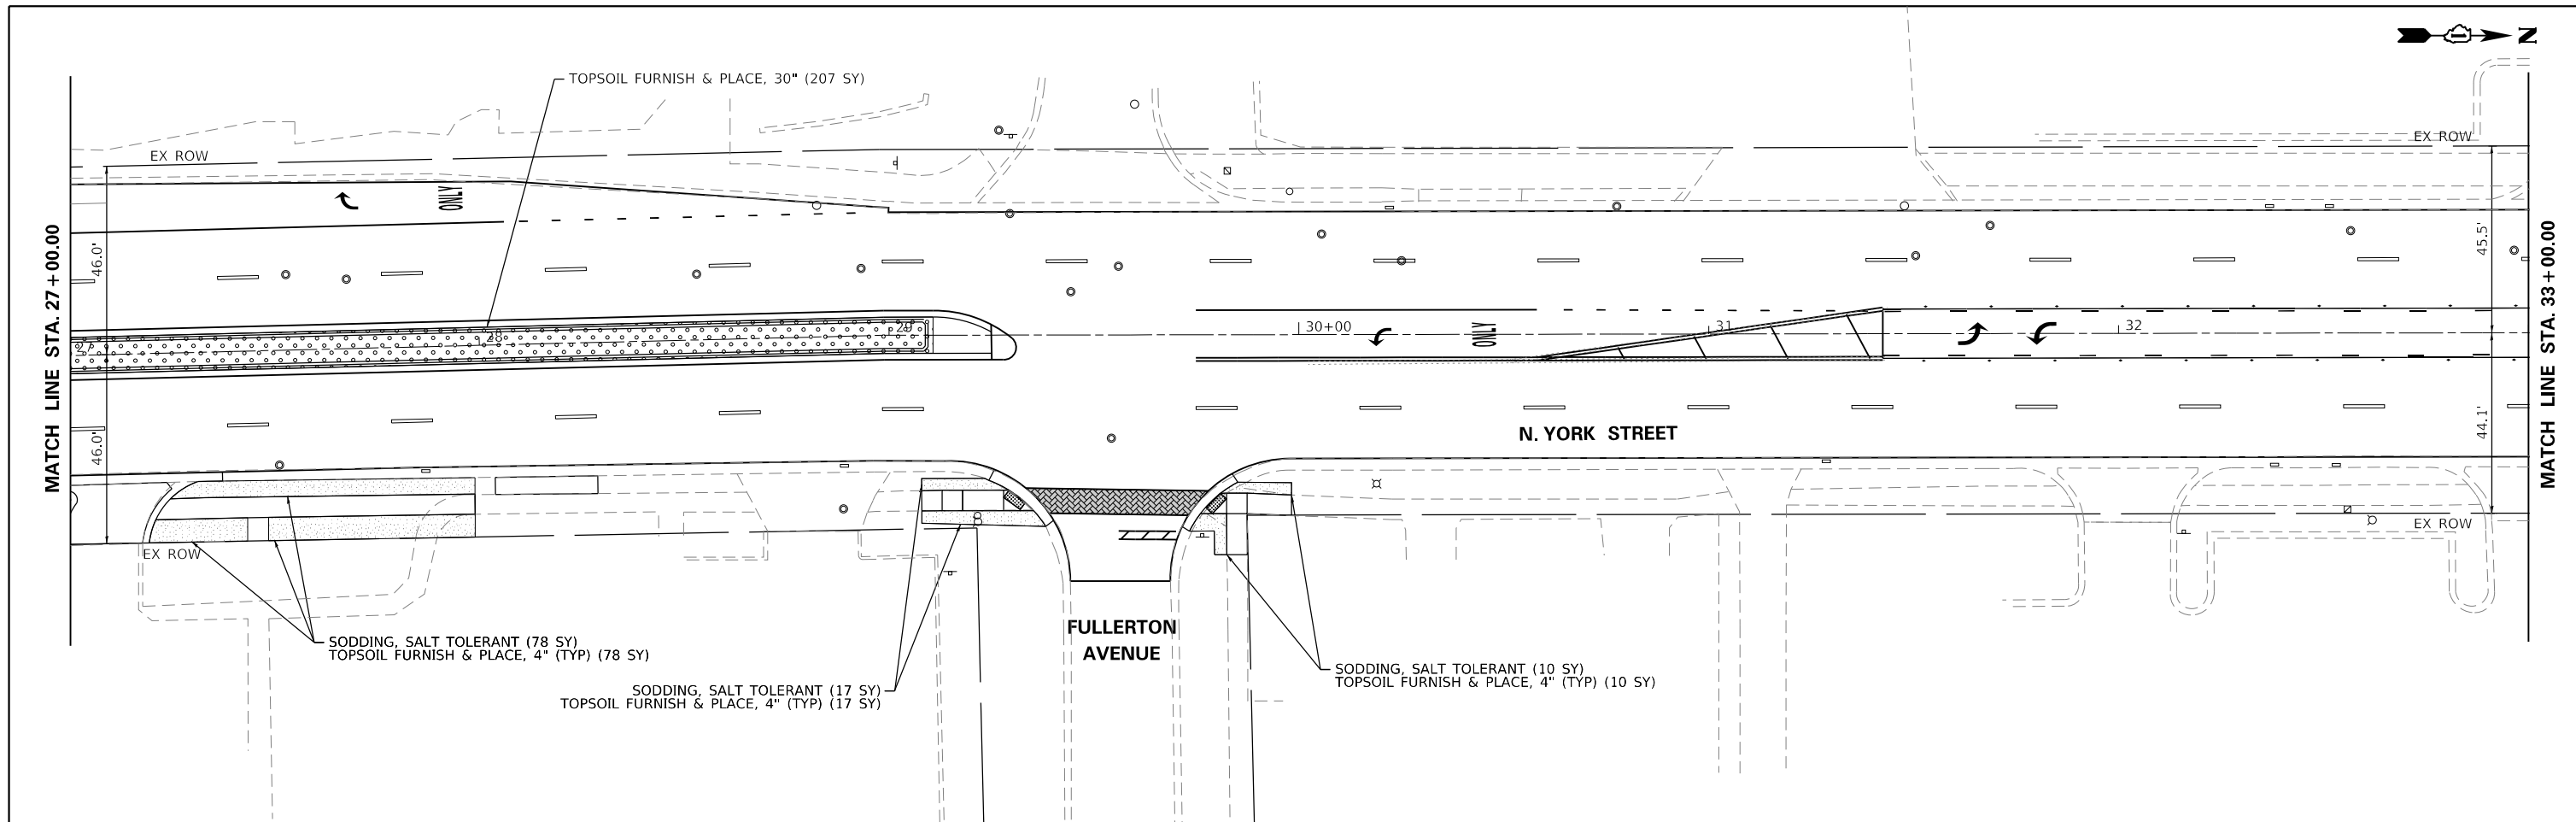 N
TOPSOIL FURNISH & PLACE, 30" (207 SY)
EX ROW
EX ROW
ONLY
MATCH LINE STA. 27+00.00
46.0'
46.0'
45.5'
44.1'
MATCH LINE STA. 33+00.00
27
28
29
30+00
ONLY
31
32
N. YORK STREET
EX ROW
EX ROW
FULLERTON
AVENUE
SODDING, SALT TOLERANT (78 SY)
TOPSOIL FURNISH & PLACE, 4" (TYP) (78 SY)
SODDING, SALT TOLERANT (17 SY)
TOPSOIL FURNISH & PLACE, 4" (TYP) (17 SY)
SODDING, SALT TOLERANT (10 SY)
TOPSOIL FURNISH & PLACE, 4" (TYP) (10 SY)